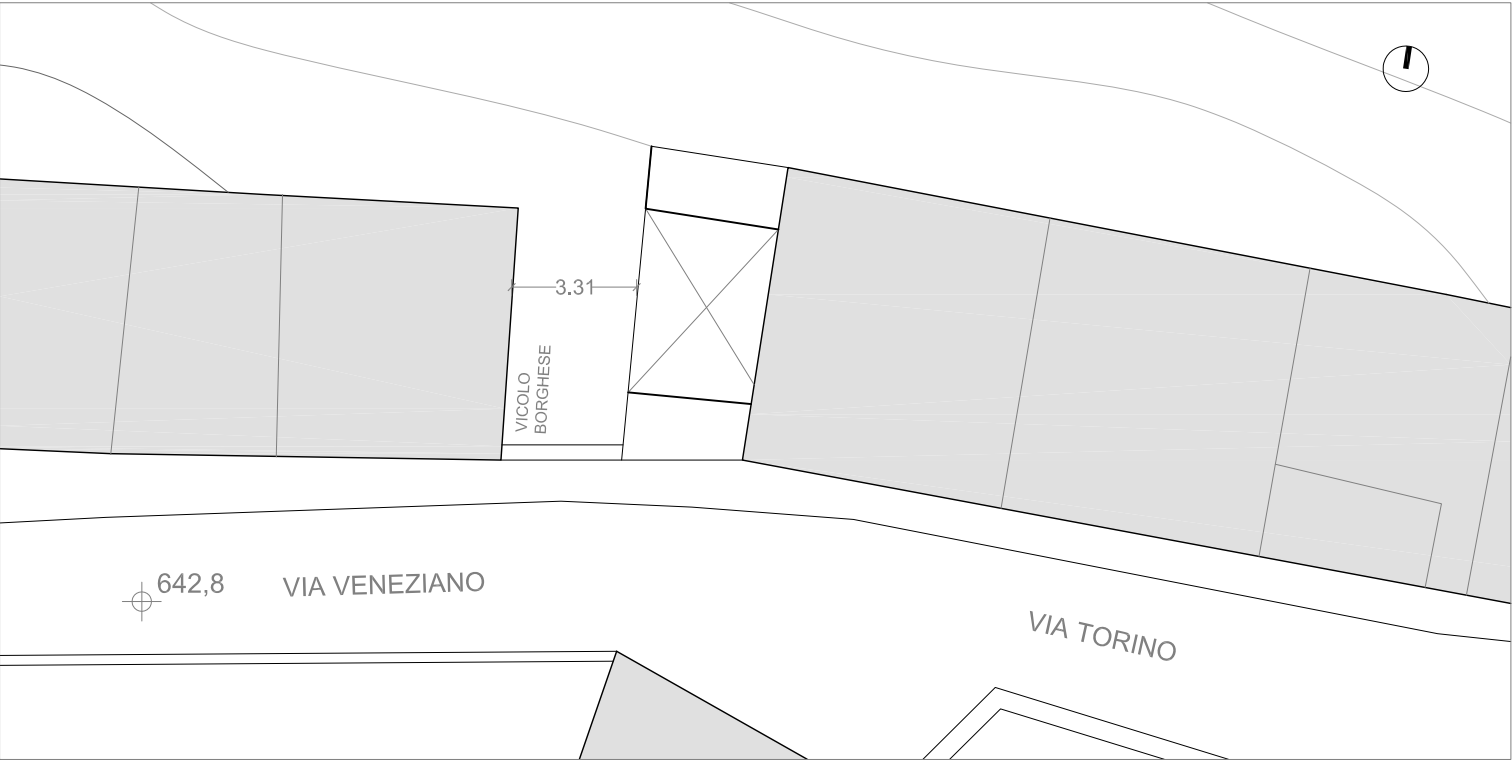 3.31
VICOLO
BORGHESE
642,8
VIA VENEZIANO
VIA TORINO